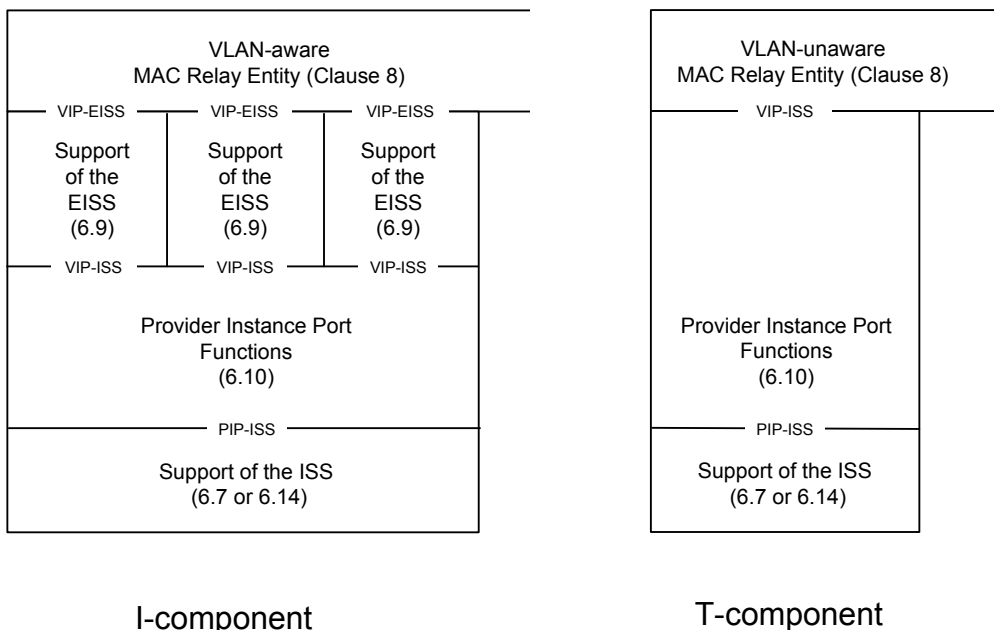 VLAN-aware
MAC Relay Entity (Clause 8)
VIP-EISS VIP-EISS VIP-EISS
Support
of the
EISS
(6.9)
Support
of the
EISS
(6.9)
Support
of the
EISS
(6.9)
VIP-ISS VIP-ISS VIP-ISS
Provider Instance Port
Functions
(6.10)
PIP-ISS
Support of the ISS
(6.7 or 6.14)
I-component
VLAN-unaware
MAC Relay Entity (Clause 8)
VIP-ISS
Provider Instance Port
Functions
(6.10)
PIP-ISS
Support of the ISS
(6.7 or 6.14)
T-component